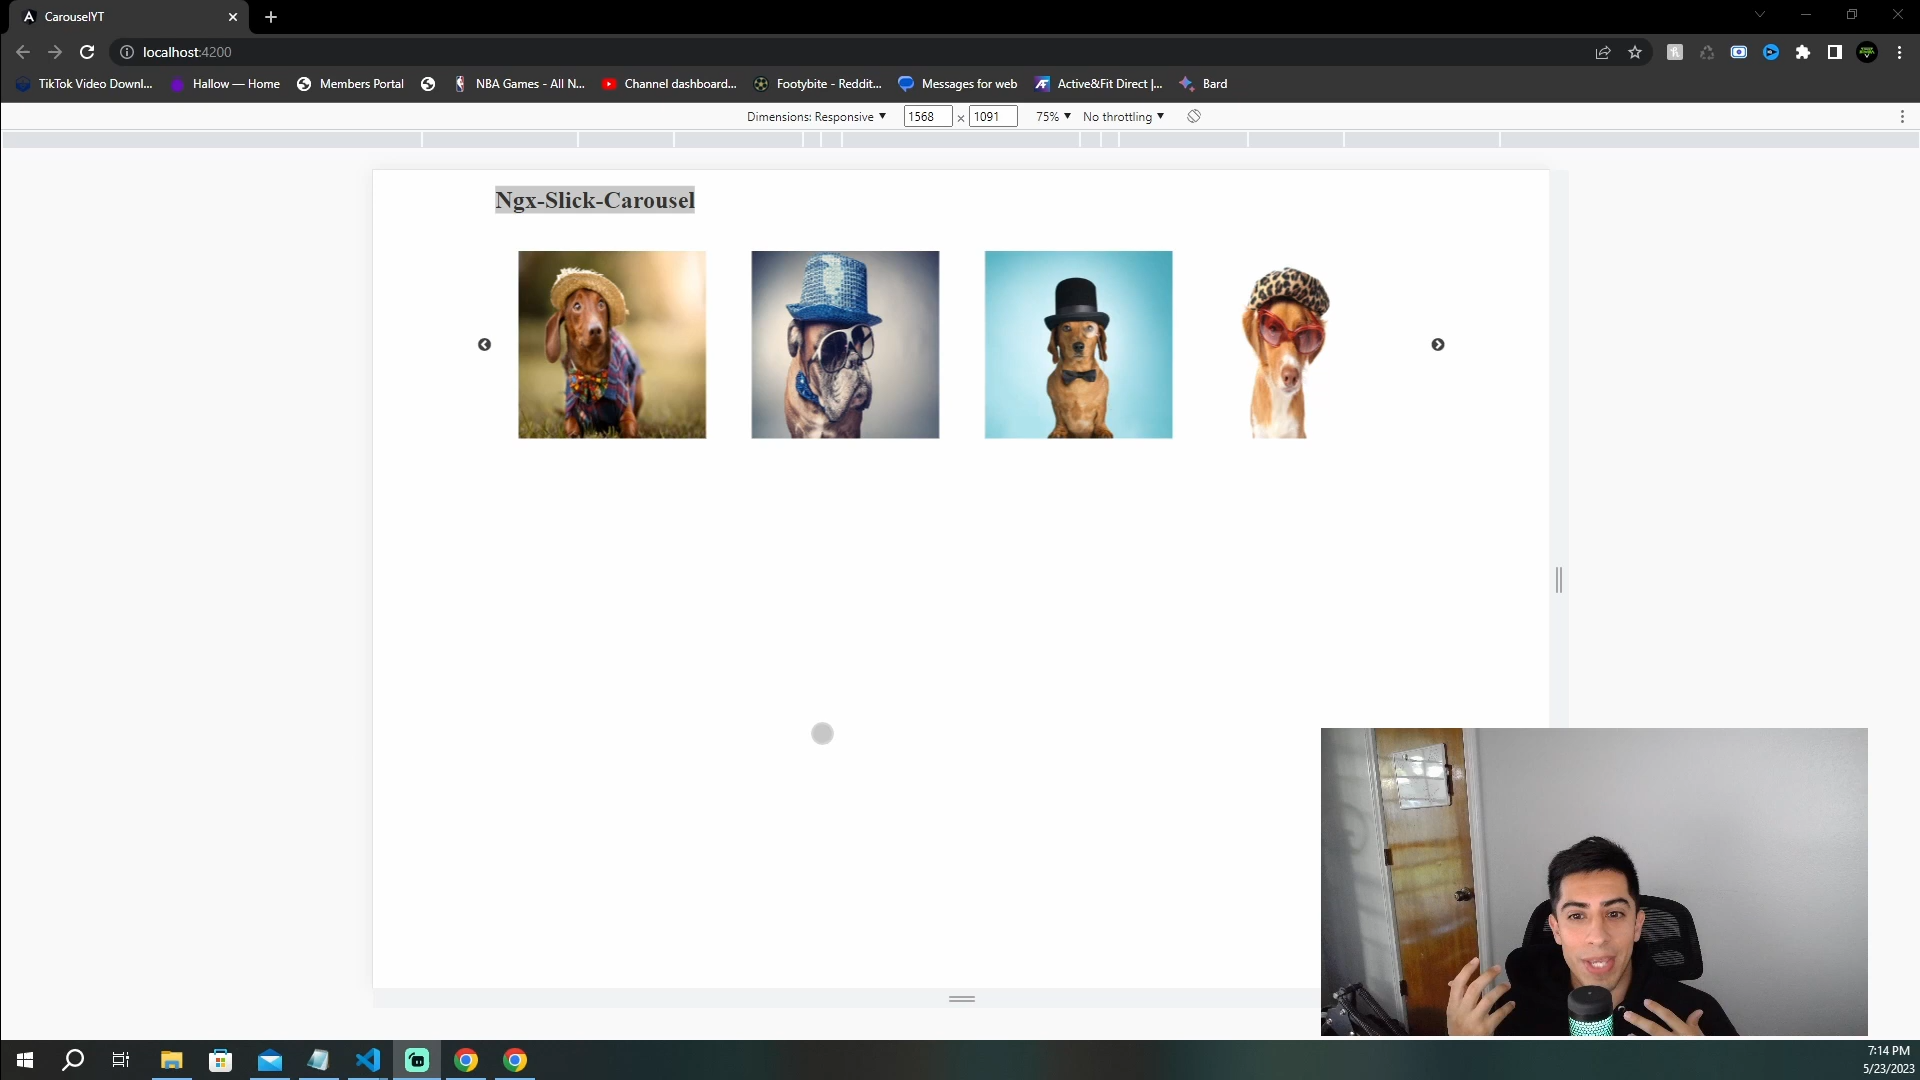 CarouselYT
localhost:4200
TikTok Video Downl... Hallow — Home Members Portal NBA Games - All N... Channel dashboard... Footybite - Reddit... Messages for web Active&Fit Direct |... Bard
Dimensions: Responsive 1568 × 1091 75% No throttling
Ngx-Slick-Carousel
7:14 PM
5/23/2023